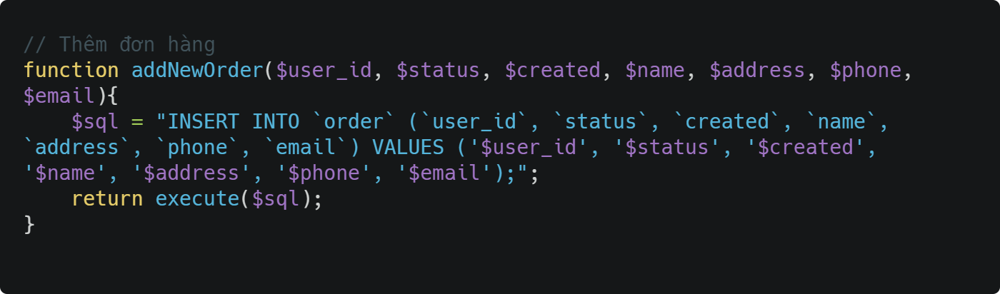 // Thêm đơn hàng
function addNewOrder($user_id, $status, $created, $name, $address, $phone,
$email){
    $sql = "INSERT INTO `order` (`user_id`, `status`, `created`, `name`,
`address`, `phone`, `email`) VALUES ('$user_id', '$status', '$created',
'$name', '$address', '$phone', '$email');";
    return execute($sql);
}